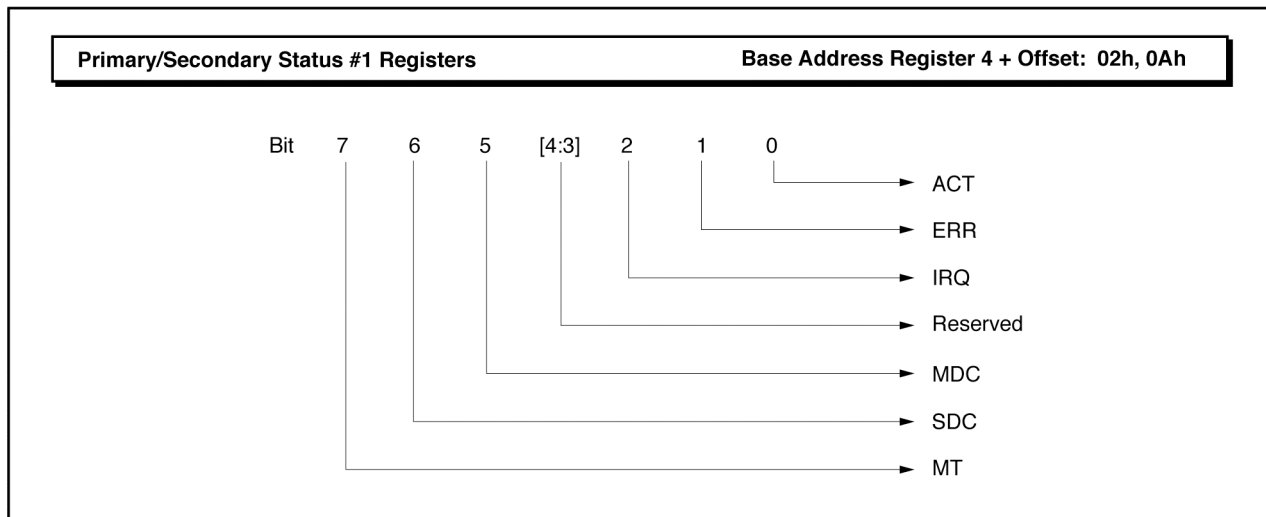 Primary/Secondary Status #1 Registers Base Address Register 4 + Offset: 02h, 0Ah
Bit 7 6 5 [4:3] 2 1 0
ACT
ERR
IRQ
Reserved
MDC
SDC
MT